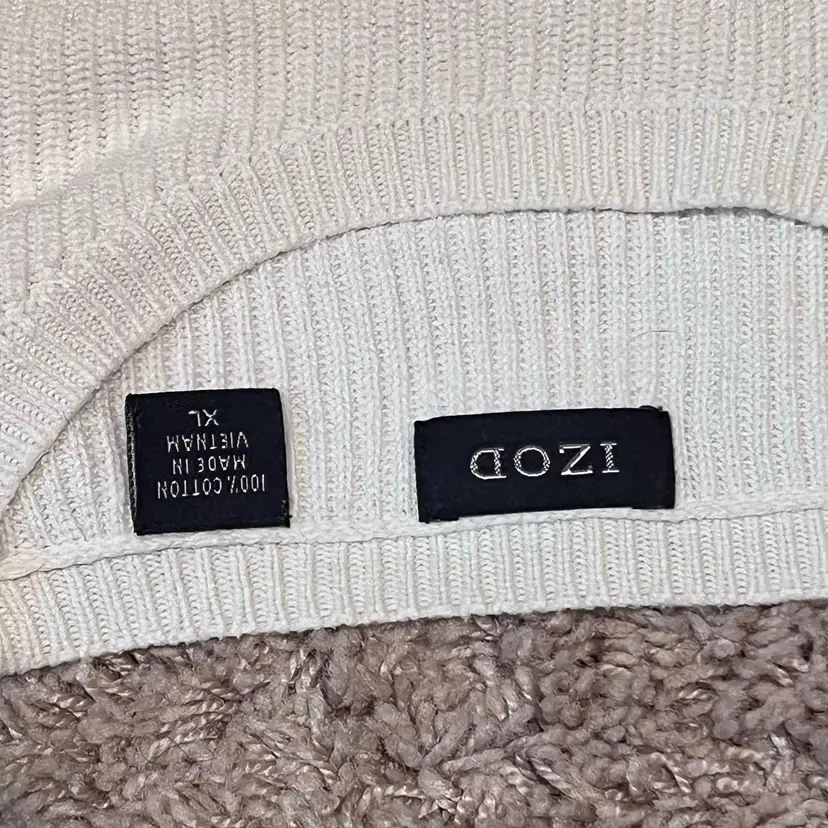 IZOD
100% COTTON
MADE IN
VIETNAM
XL